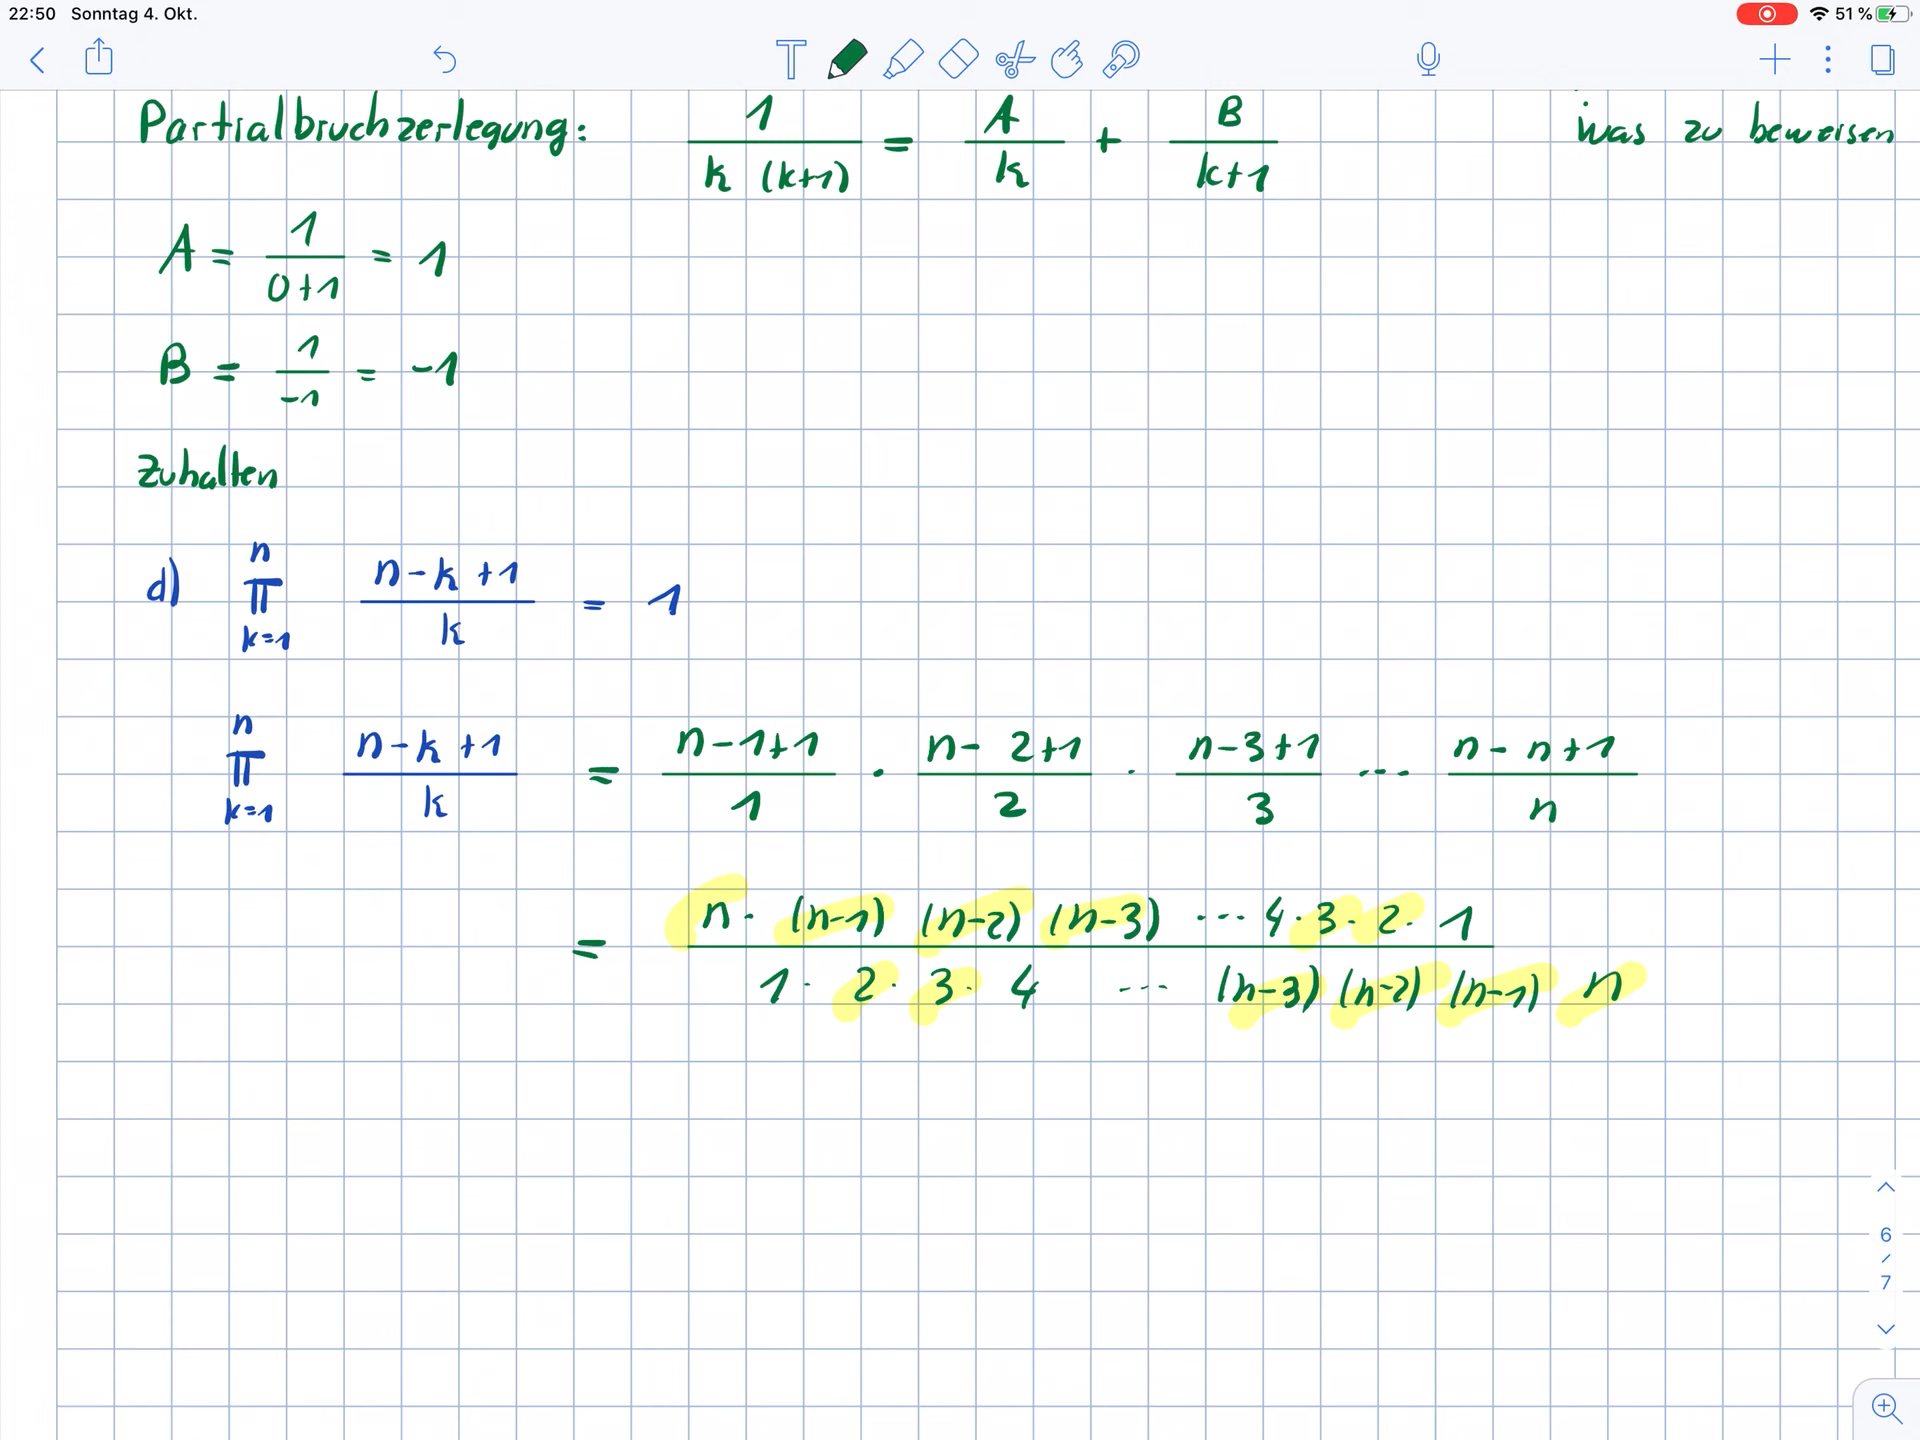 22:50 Sonntag 4. Okt. 51 %
Partialbruchzerlegung: 1 / (k (k+1)) = A / k + B / (k+1) was zu beweisen
A = 1 / (0+1) = 1
B = 1 / -1 = -1
zuhalten
d) n ∏ k=1 (n-k+1) / k = 1
n ∏ k=1 (n-k+1) / k = (n-1+1) / 1 · (n-2+1) / 2 · (n-3+1) / 3 ... (n-n+1) / n
= n · (n-1) (n-2) (n-3) · ... 4 · 3 · 2 · 1
1 · 2 · 3 · 4 ... (n-3) (n-2) (n-1) n
6
/
7